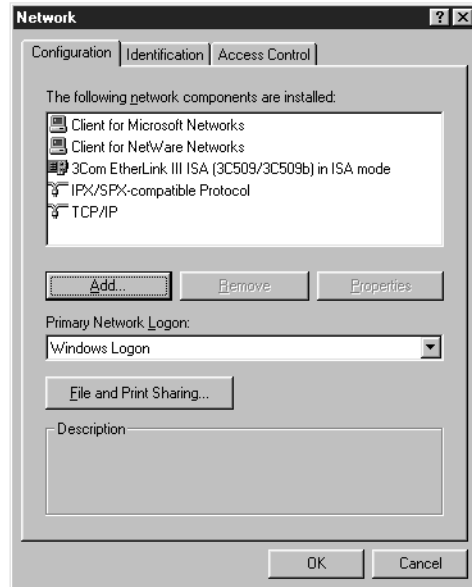 Network
Configuration Identification Access Control
The following network components are installed:
Client for Microsoft Networks
Client for NetWare Networks
3Com EtherLink III ISA (3C509/3C509b) in ISA mode
IPX/SPX-compatible Protocol
TCP/IP
Add... Remove Properties
Primary Network Logon:
Windows Logon
File and Print Sharing...
Description
OK Cancel